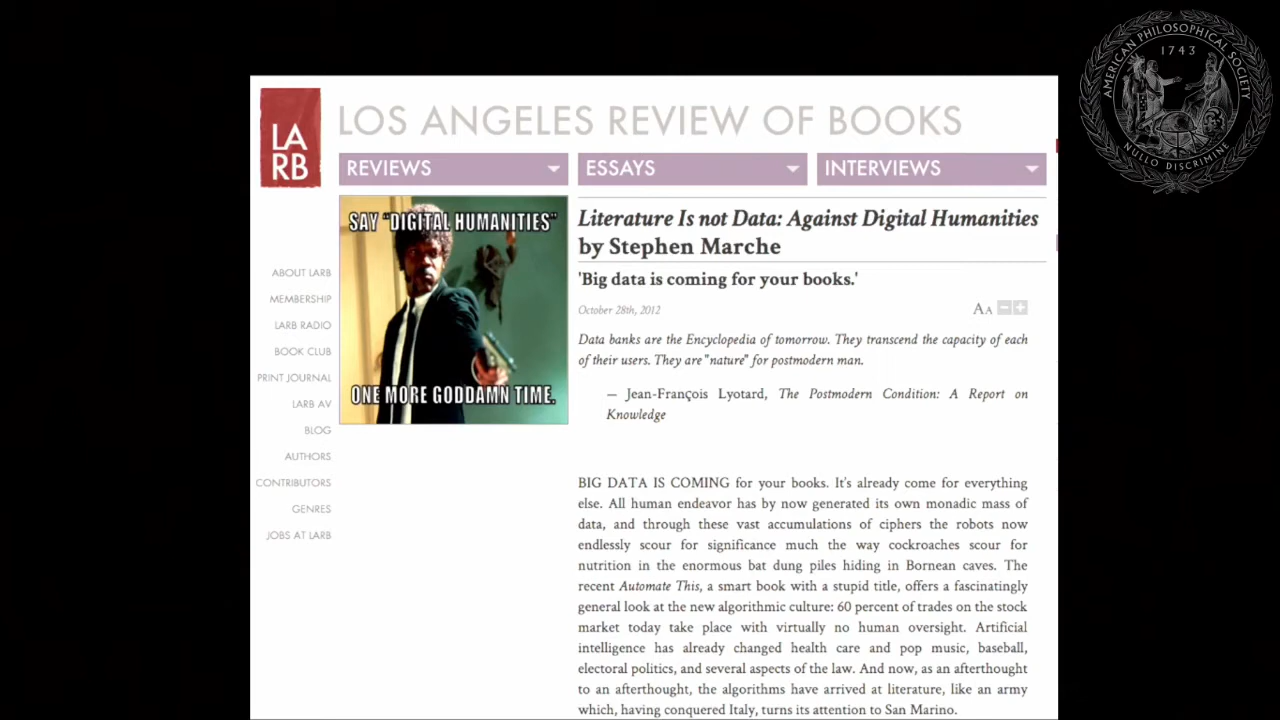 AMERICAN PHILOSOPHICAL SOCIETY
1743
NULLO DISCRIMINE
LA
RB
LOS ANGELES REVIEW OF BOOKS
REVIEWS
ESSAYS
INTERVIEWS
SAY "DIGITAL HUMANITIES"
ONE MORE GODDAMN TIME.
ABOUT LARB
MEMBERSHIP
LARB RADIO
BOOK CLUB
PRINT JOURNAL
LARB AV
BLOG
AUTHORS
CONTRIBUTORS
GENRES
JOBS AT LARB
Literature Is not Data: Against Digital Humanities
by Stephen Marche
'Big data is coming for your books.'
October 28th, 2012
AA
Data banks are the Encyclopedia of tomorrow. They transcend the capacity of each
of their users. They are "nature" for postmodern man.
— Jean-François Lyotard, The Postmodern Condition: A Report on
Knowledge
BIG DATA IS COMING for your books. It's already come for everything
else. All human endeavor has by now generated its own monadic mass of
data, and through these vast accumulations of ciphers the robots now
endlessly scour for significance much the way cockroaches scour for
nutrition in the enormous bat dung piles hiding in Bornean caves. The
recent Automate This, a smart book with a stupid title, offers a fascinatingly
general look at the new algorithmic culture: 60 percent of trades on the stock
market today take place with virtually no human oversight. Artificial
intelligence has already changed health care and pop music, baseball,
electoral politics, and several aspects of the law. And now, as an afterthought
to an afterthought, the algorithms have arrived at literature, like an army
which, having conquered Italy, turns its attention to San Marino.